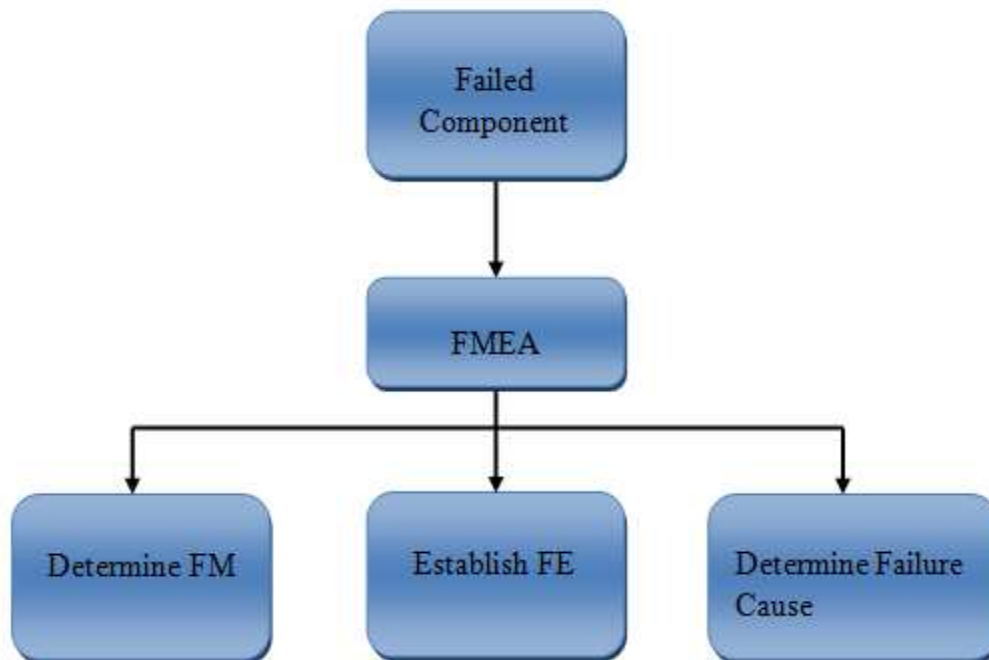 Failed
Component
FMEA
Determine FM
Establish FE
Determine Failure
Cause